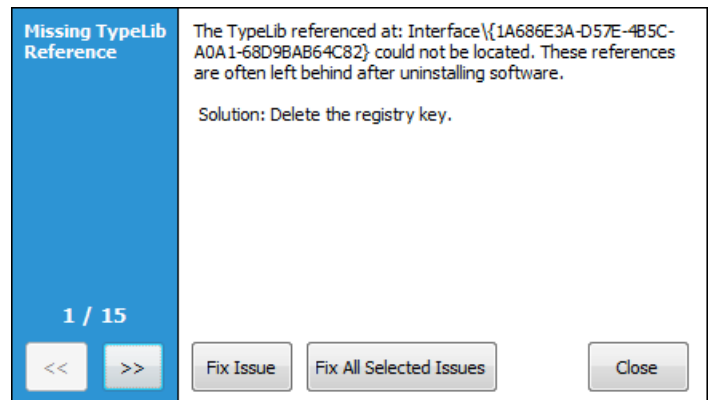 Missing TypeLib
Reference
The TypeLib referenced at: Interface\{1A686E3A-D57E-4B5C-
A0A1-68D9BAB64C82} could not be located. These references
are often left behind after uninstalling software.
Solution: Delete the registry key.
1 / 15
<<
>>
Fix Issue
Fix All Selected Issues
Close